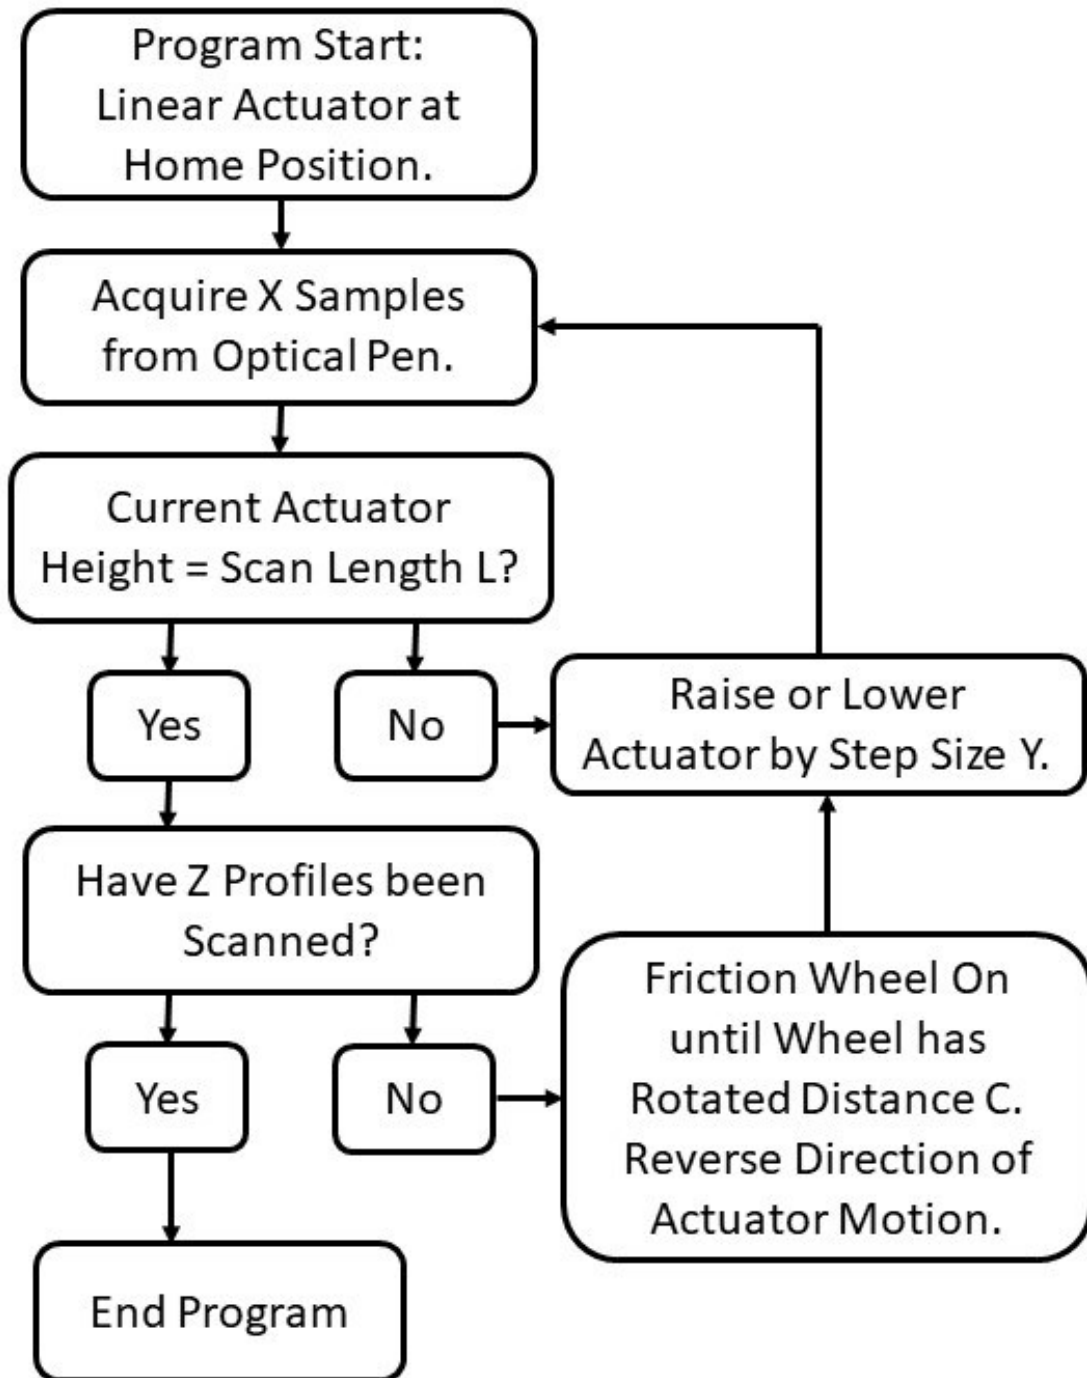 Program Start:
Linear Actuator at
Home Position.
Acquire X Samples
from Optical Pen.
Current Actuator
Height = Scan Length L?
Yes
No
Raise or Lower
Actuator by Step Size Y.
Have Z Profiles been
Scanned?
Yes
No
Friction Wheel On
until Wheel has
Rotated Distance C.
Reverse Direction of
Actuator Motion.
End Program